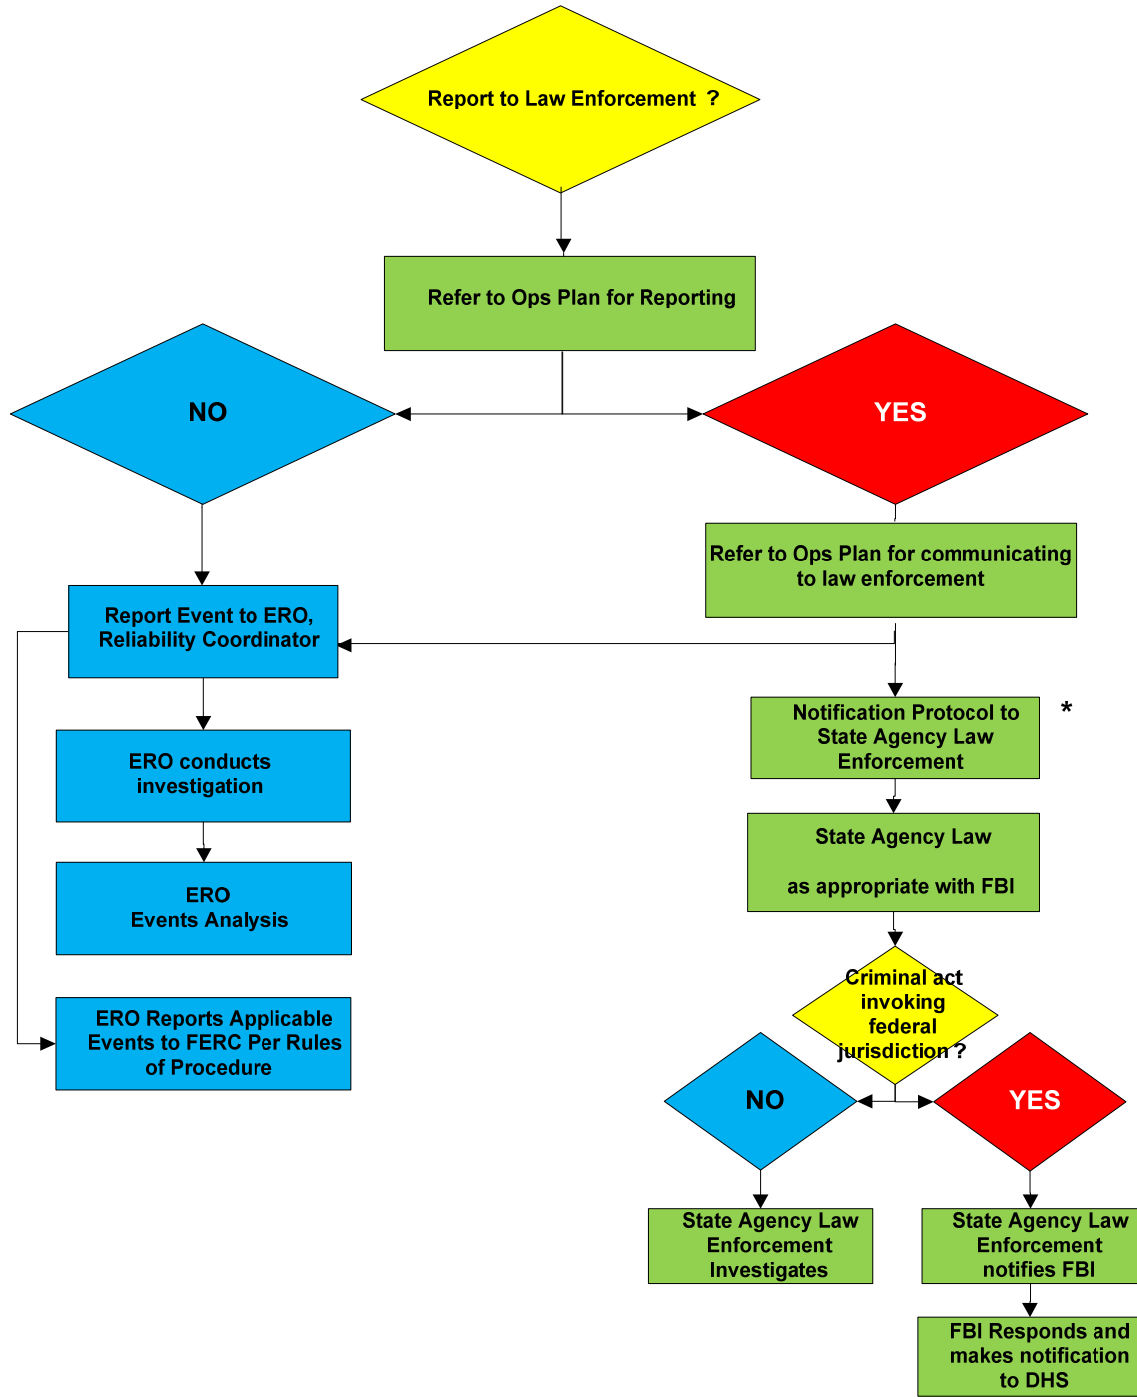 Report to Law Enforcement ?
Refer to Ops Plan for Reporting
NO
YES
Refer to Ops Plan for communicating
to law enforcement
Report Event to ERO,
Reliability Coordinator
Notification Protocol to
State Agency Law
Enforcement
*
ERO conducts
investigation
State Agency Law
as appropriate with FBI
ERO
Events Analysis
Criminal act
invoking
federal
jurisdiction ?
ERO Reports Applicable
Events to FERC Per Rules
of Procedure
NO
YES
State Agency Law
Enforcement
Investigates
State Agency Law
Enforcement
notifies FBI
FBI Responds and
makes notification
to DHS